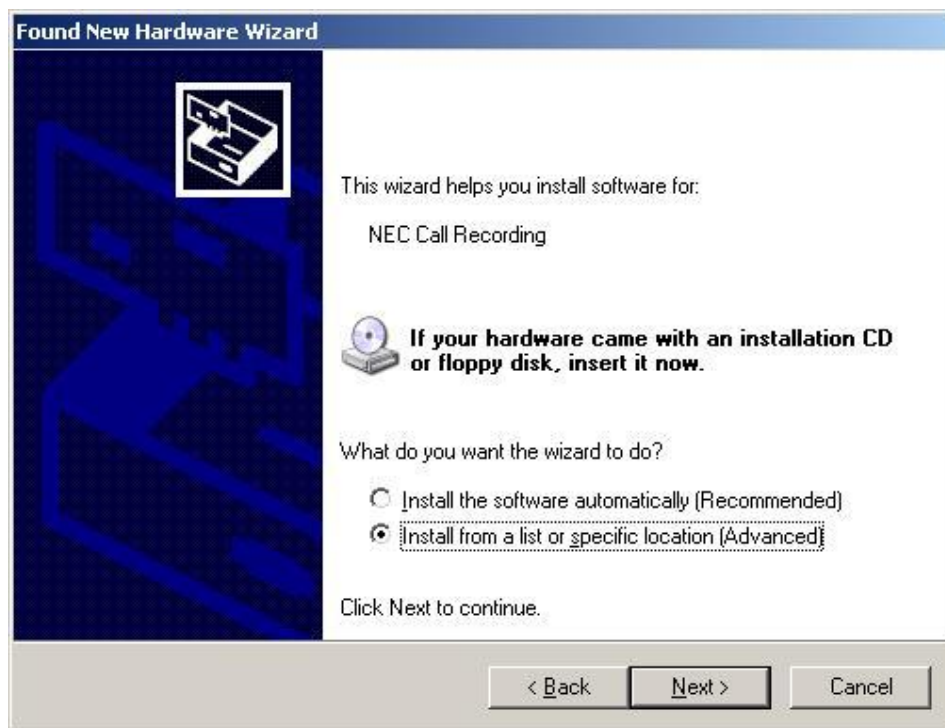 Found New Hardware Wizard
This wizard helps you install software for:
NEC Call Recording
If your hardware came with an installation CD
or floppy disk, insert it now.
What do you want the wizard to do?
Install the software automatically (Recommended)
Install from a list or specific location (Advanced)
Click Next to continue.
< Back Next > Cancel